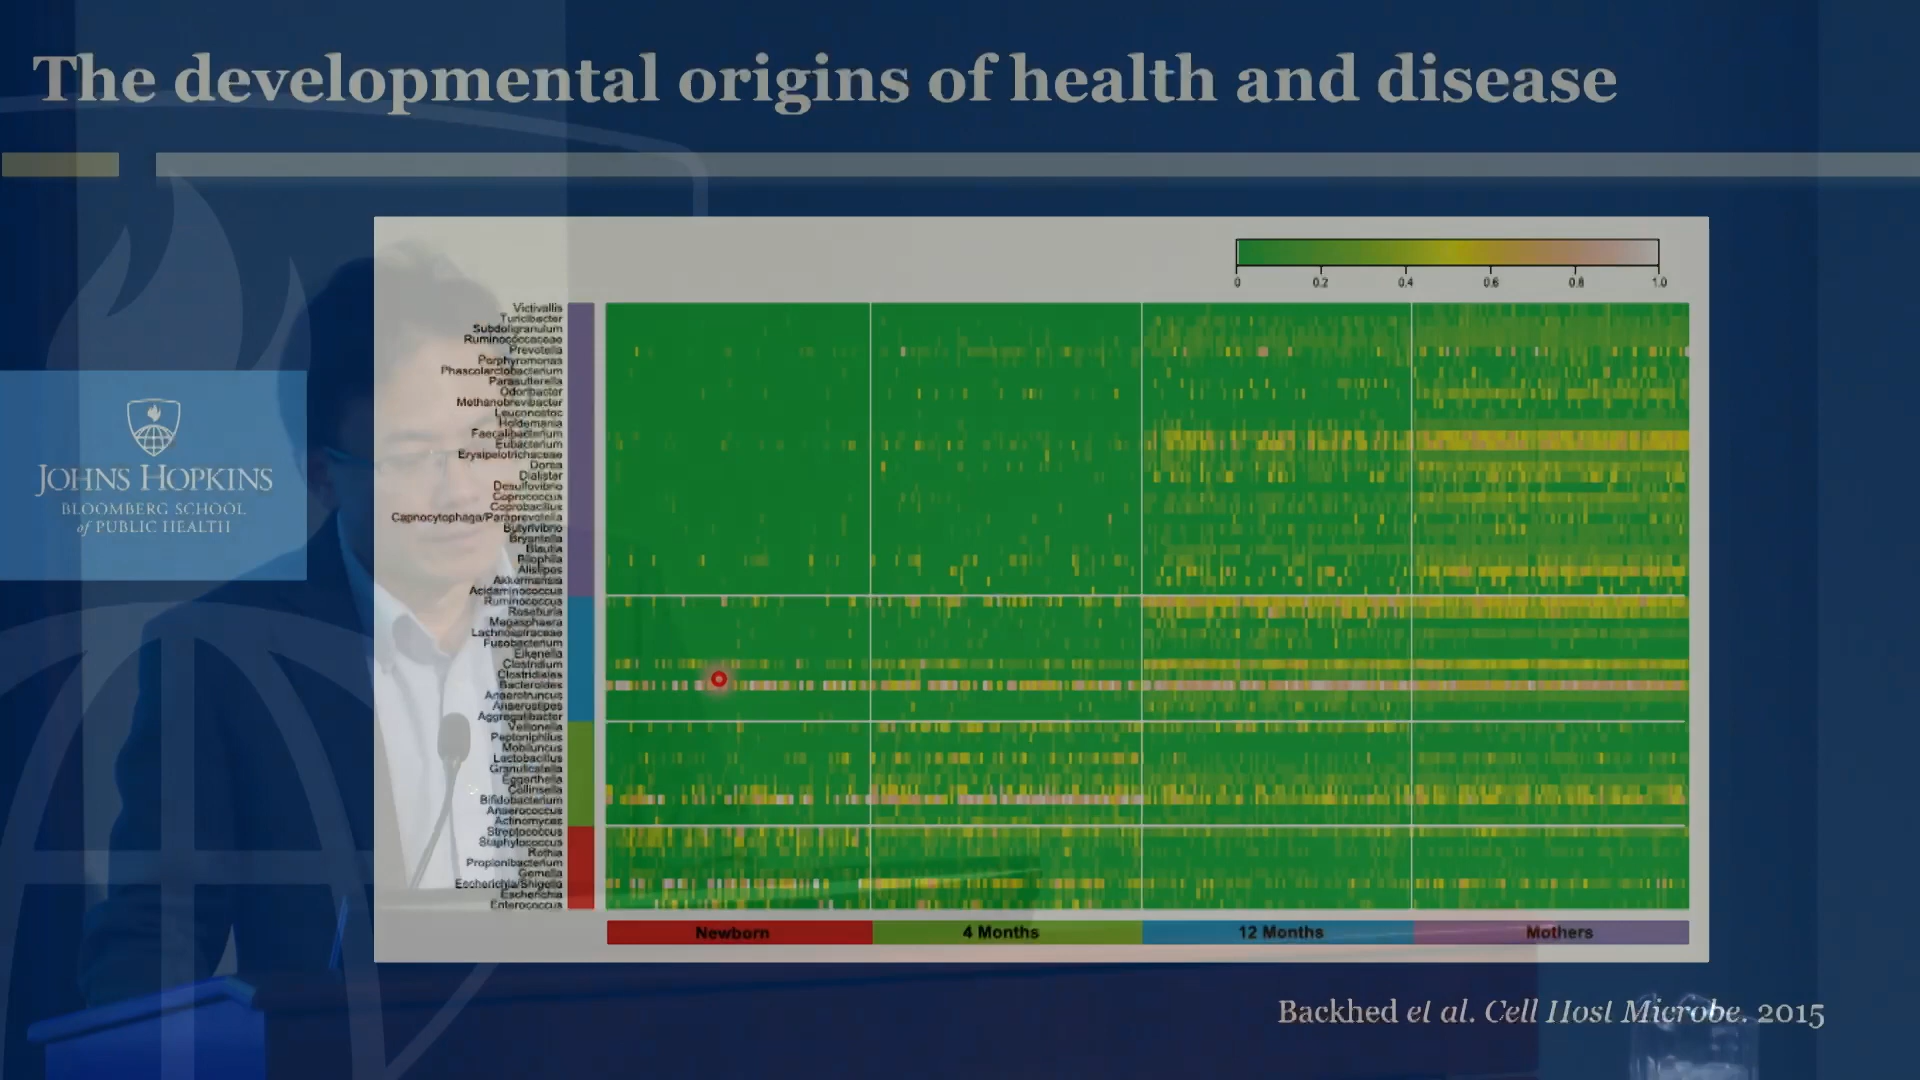 The developmental origins of health and disease
0 0.2 0.4 0.6 0.8 1.0
Victivallis
Turicibacter
Subdoligranulum
Ruminococcaceae
Prevotella
Porphyromonas
Phascolarctobacterium
Parasutterella
Odoribacter
Methanobrevibacter
Leuconostoc
Holdemania
Faecalibacterium
Eubacterium
Erysipelotrichaceae
Dorea
Dialister
Desulfovibrio
Coprococcus
Coprobacillus
Capnocytophaga/Paraprevotella
Butyrivibrio
Bryantella
Blautia
Bilophila
Alistipes
Akkermansia
Acidaminococcus
Ruminococcus
Roseburia
Megasphaera
Lachnospiraceae
Fusobacterium
Eikenella
Clostridium
Clostridiales
Bacteroides
Anaerotruncus
Anaerostipes
Aggregatibacter
Veillonella
Peptoniphilus
Mobiluncus
Lactobacillus
Granulicatella
Eggerthella
Collinsella
Bifidobacterium
Anaerococcus
Actinomyces
Streptococcus
Staphylococcus
Rothia
Propionibacterium
Gemella
Escherichia/Shigella
Escherichia
Enterococcus
Newborn 4 Months 12 Months Mothers
JOHNS HOPKINS
BLOOMBERG SCHOOL
of PUBLIC HEALTH
Backhed et al. Cell Host Microbe. 2015